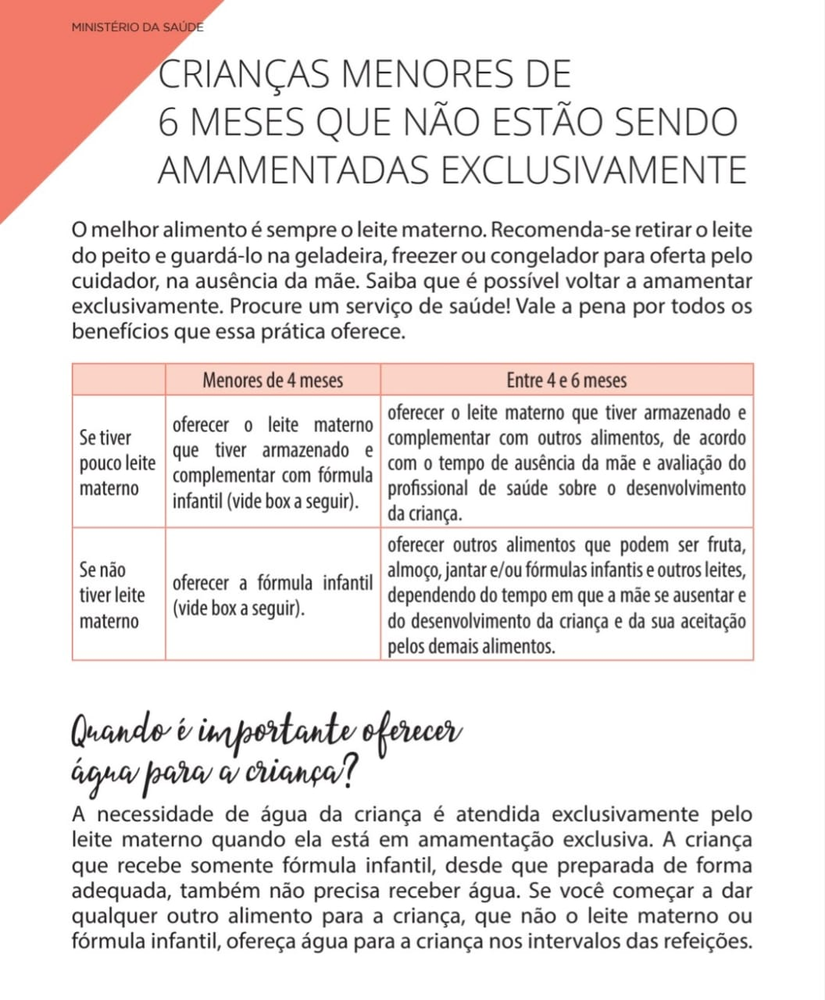 MINISTÉRIO DA SAÚDE
CRIANÇAS MENORES DE
6 MESES QUE NÃO ESTÃO SENDO
AMAMENTADAS EXCLUSIVAMENTE
O melhor alimento é sempre o leite materno. Recomenda-se retirar o leite
do peito e guardá-lo na geladeira, freezer ou congelador para oferta pelo
cuidador, na ausência da mãe. Saiba que é possível voltar a amamentar
exclusivamente. Procure um serviço de saúde! Vale a pena por todos os
benefícios que essa prática oferece.
Menores de 4 meses
Entre 4 e 6 meses
Se tiver
pouco leite
materno
oferecer o leite materno
que tiver armazenado e
complementar com fórmula
infantil (vide box a seguir).
oferecer o leite materno que tiver armazenado e
complementar com outros alimentos, de acordo
com o tempo de ausência da mãe e avaliação do
profissional de saúde sobre o desenvolvimento
da criança.
Se não
tiver leite
materno
oferecer a fórmula infantil
(vide box a seguir).
oferecer outros alimentos que podem ser fruta,
almoço, jantar e/ou fórmulas infantis e outros leites,
dependendo do tempo em que a mãe se ausentar e
do desenvolvimento da criança e da sua aceitação
pelos demais alimentos.
Quando é importante oferecer
água para a criança?
A necessidade de água da criança é atendida exclusivamente pelo
leite materno quando ela está em amamentação exclusiva. A criança
que recebe somente fórmula infantil, desde que preparada de forma
adequada, também não precisa receber água. Se você começar a dar
qualquer outro alimento para a criança, que não o leite materno ou
fórmula infantil, ofereça água para a criança nos intervalos das refeições.